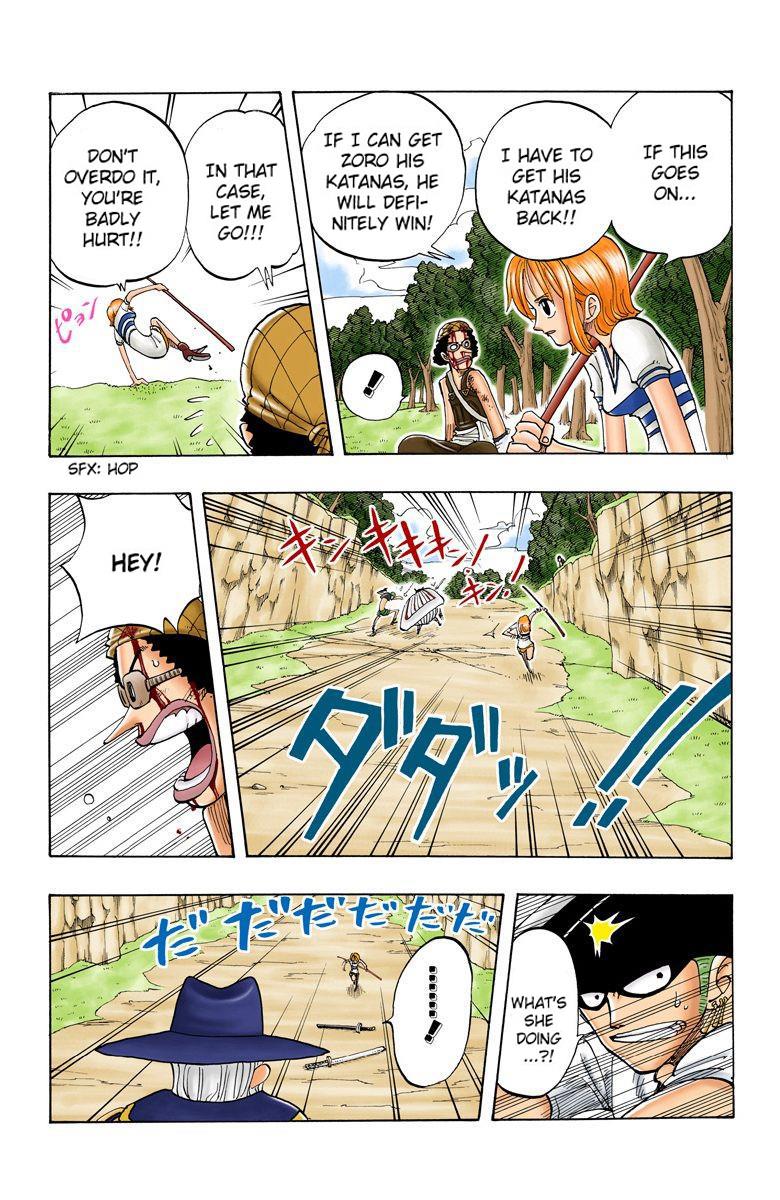 IF THIS
GOES
ON...
I HAVE TO
GET HIS
KATANAS
BACK!!
IF I CAN GET
ZORO HIS
KATANAS, HE
WILL DEFI-
NITELY WIN!
!
IN THAT
CASE,
LET ME
GO!!!
DON'T
OVERDO IT,
YOU'RE
BADLY
HURT!!
ピョン
SFX: HOP
キン キキキン! キン!
ダダッ!!
HEY!
WHAT'S
SHE
DOING
...?!
だだだだだだ
!!